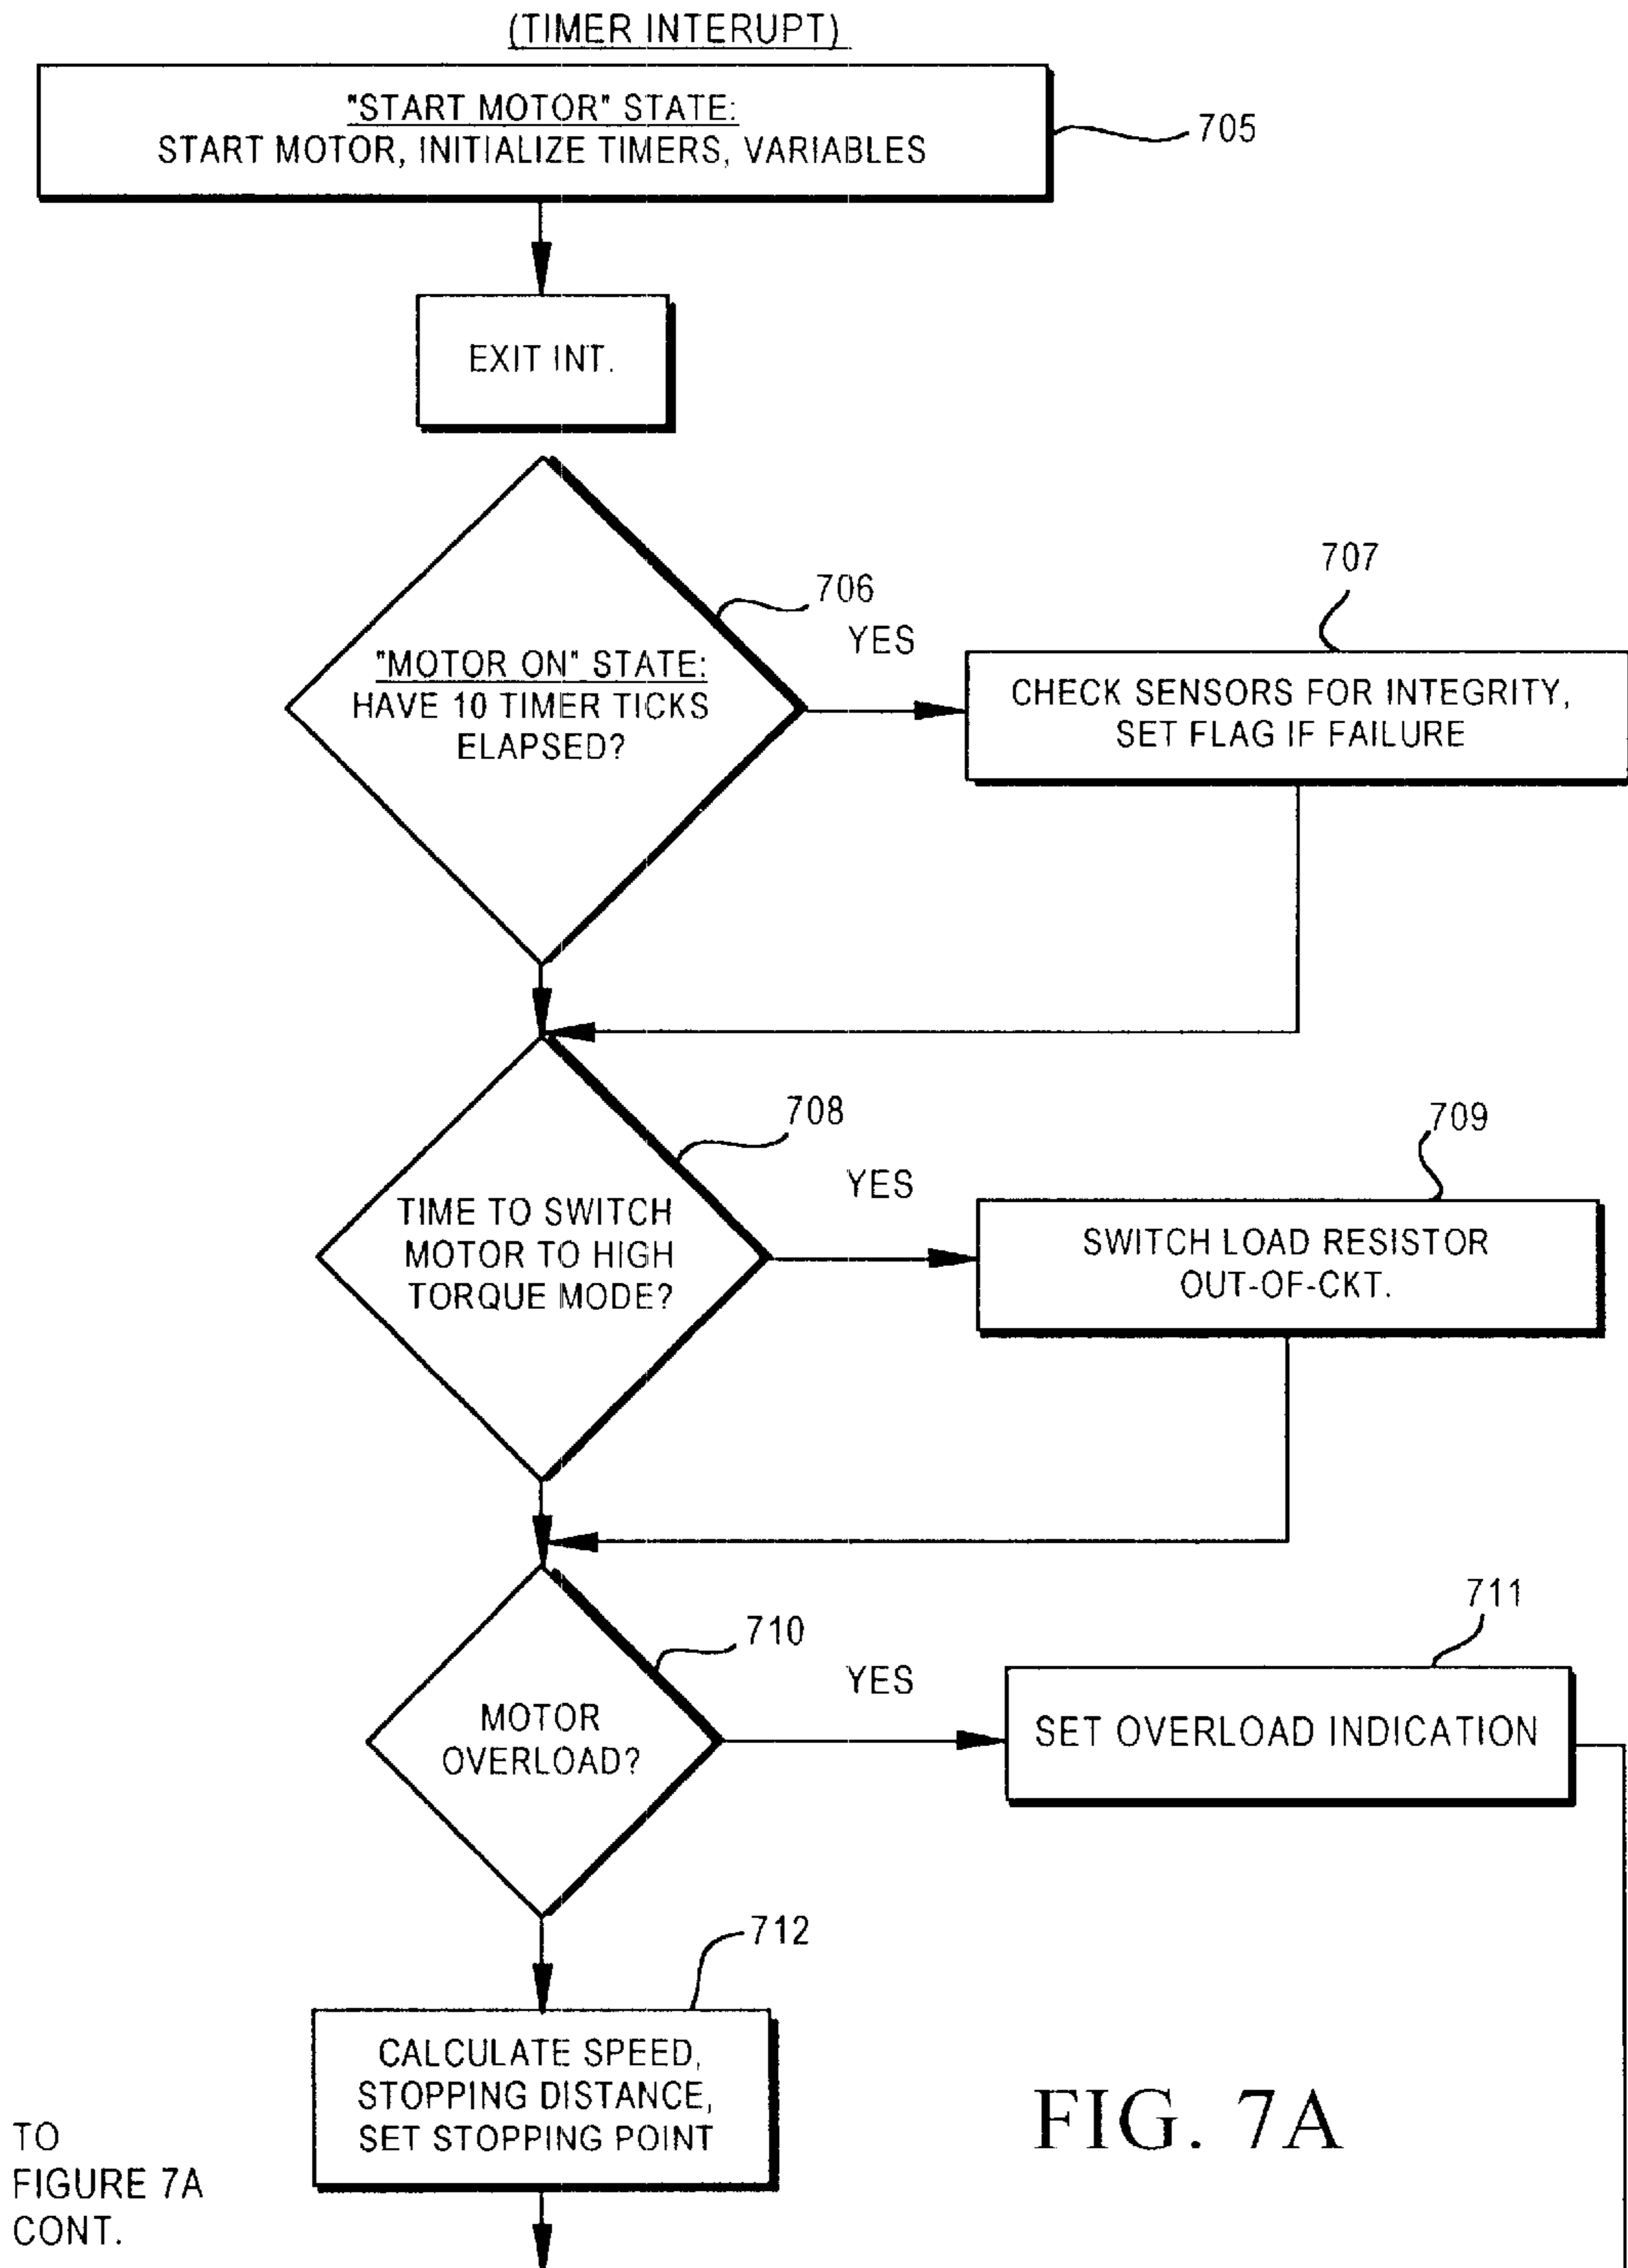 (TIMER INTERUPT)
"START MOTOR" STATE:
START MOTOR, INITIALIZE TIMERS, VARIABLES
705
EXIT INT.
706
YES
707
"MOTOR ON" STATE:
HAVE 10 TIMER TICKS
ELAPSED?
CHECK SENSORS FOR INTEGRITY,
SET FLAG IF FAILURE
708
YES
709
TIME TO SWITCH
MOTOR TO HIGH
TORQUE MODE?
SWITCH LOAD RESISTOR
OUT-OF-CKT.
710
YES
711
MOTOR
OVERLOAD?
SET OVERLOAD INDICATION
712
CALCULATE SPEED,
STOPPING DISTANCE,
SET STOPPING POINT
TO
FIGURE 7A
CONT.
FIG. 7A